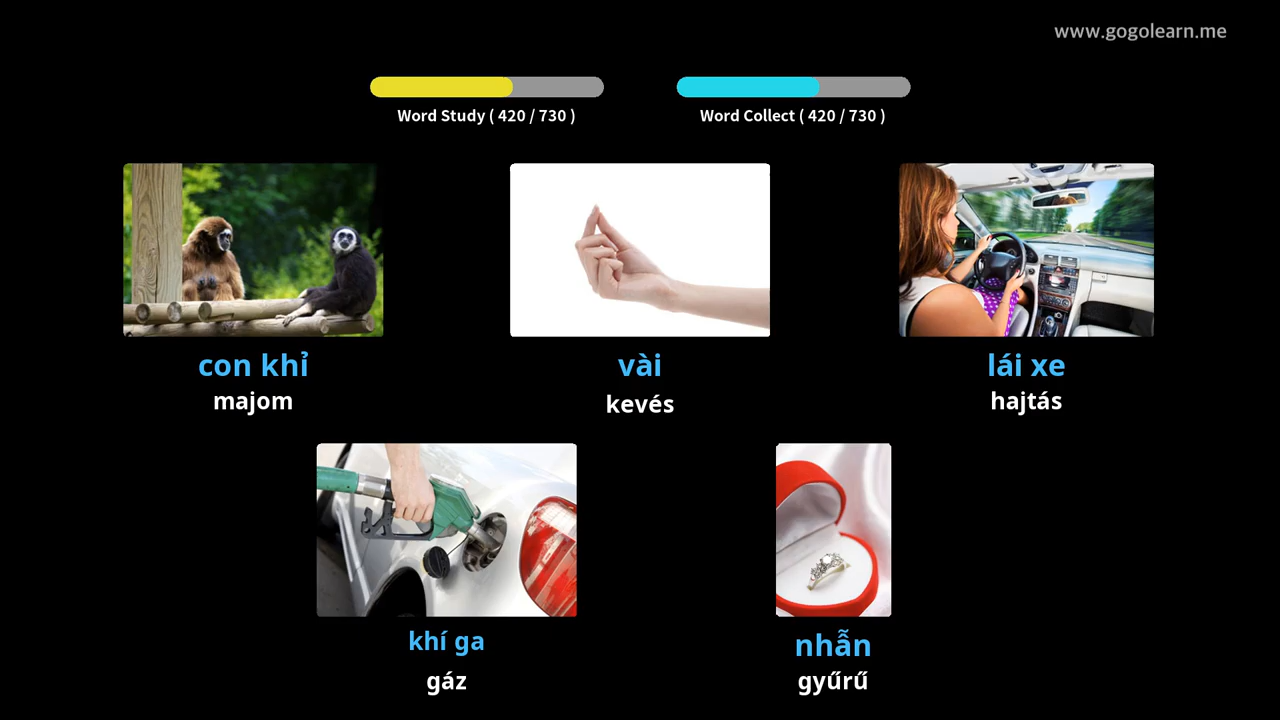 www.gogolearn.me
Word Study ( 420 / 730 )
Word Collect ( 420 / 730 )
con khỉ
majom
vài
kevés
lái xe
hajtás
khí ga
gáz
nhẫn
gyűrű